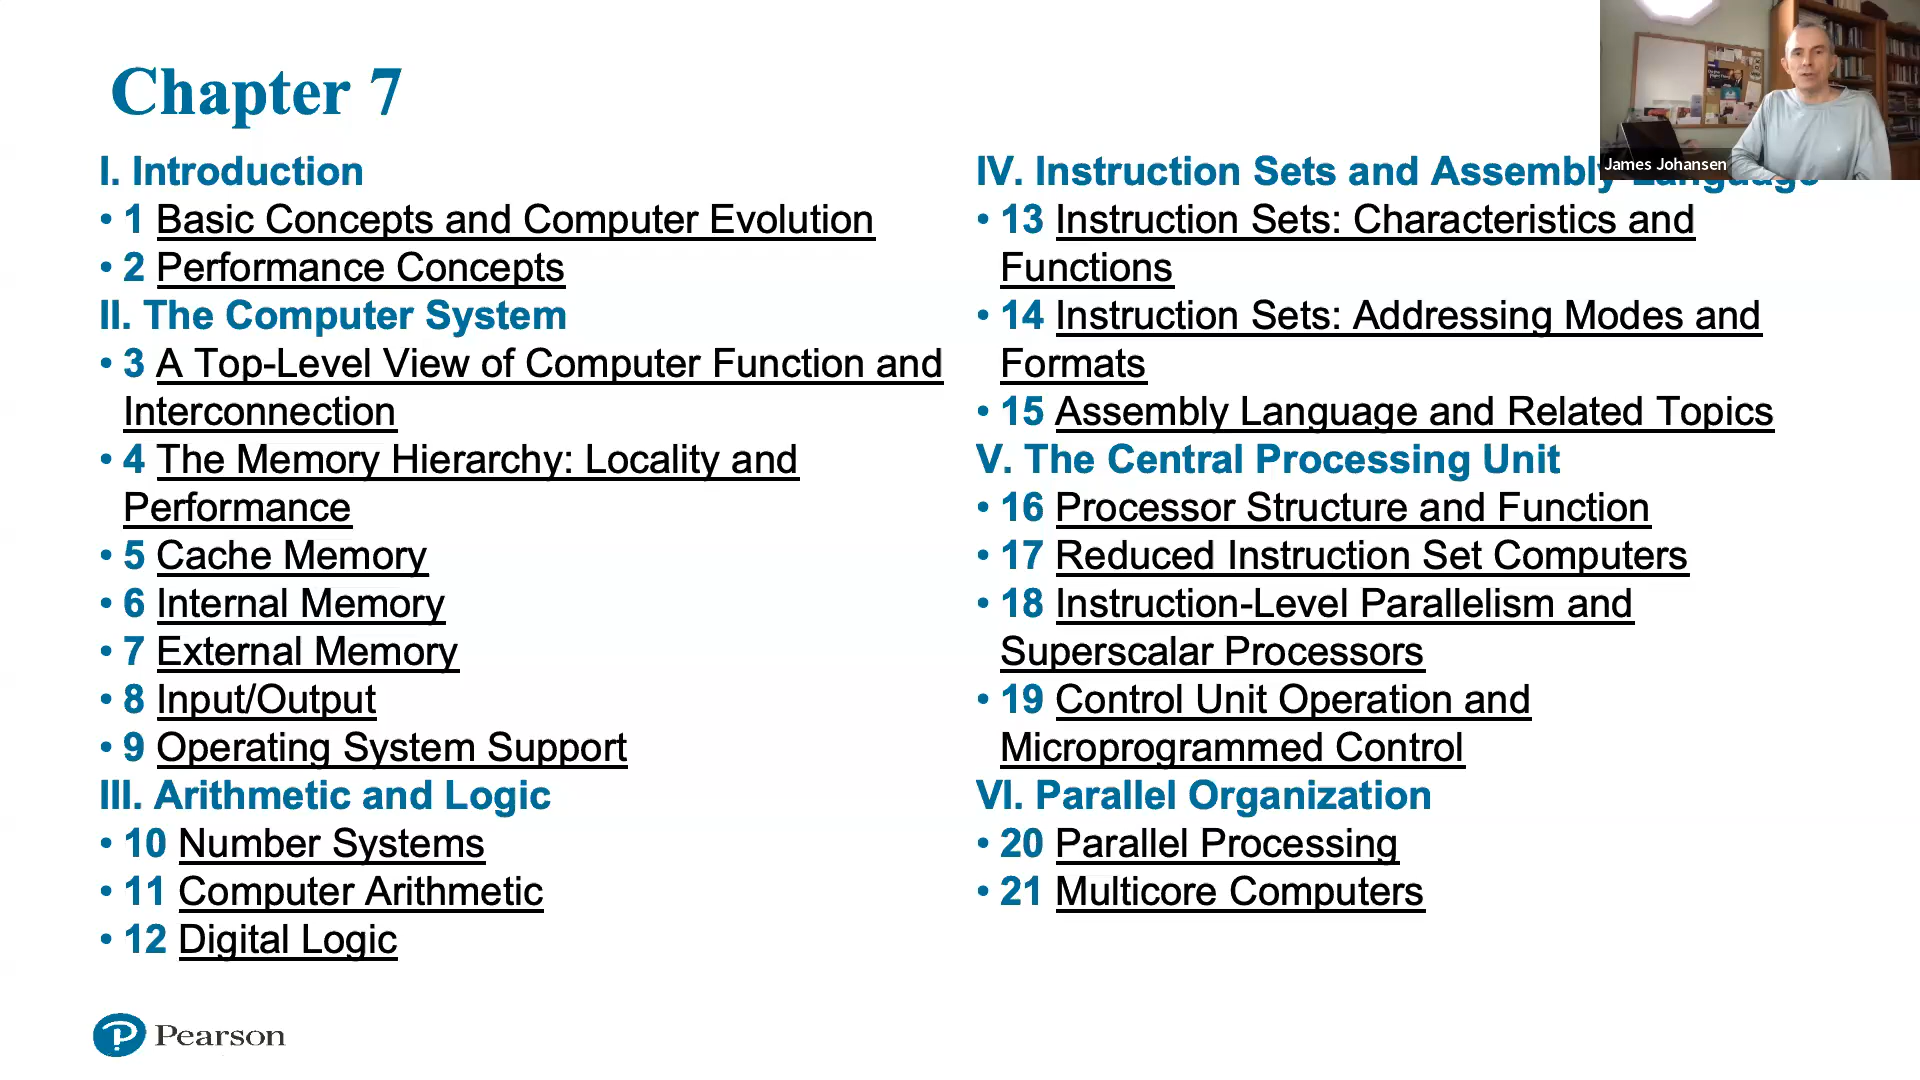 Chapter 7
I. Introduction
• 1 Basic Concepts and Computer Evolution
• 2 Performance Concepts
II. The Computer System
• 3 A Top-Level View of Computer Function and
Interconnection
• 4 The Memory Hierarchy: Locality and
Performance
• 5 Cache Memory
• 6 Internal Memory
• 7 External Memory
• 8 Input/Output
• 9 Operating System Support
III. Arithmetic and Logic
• 10 Number Systems
• 11 Computer Arithmetic
• 12 Digital Logic
IV. Instruction Sets and Assembly Language
• 13 Instruction Sets: Characteristics and
Functions
• 14 Instruction Sets: Addressing Modes and
Formats
• 15 Assembly Language and Related Topics
V. The Central Processing Unit
• 16 Processor Structure and Function
• 17 Reduced Instruction Set Computers
• 18 Instruction-Level Parallelism and
Superscalar Processors
• 19 Control Unit Operation and
Microprogrammed Control
VI. Parallel Organization
• 20 Parallel Processing
• 21 Multicore Computers
James Johansen
Pearson